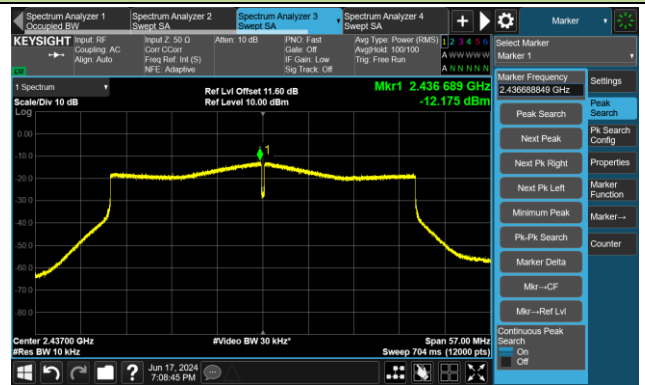 Spectrum Analyzer 1
Occupied BW
Spectrum Analyzer 2
Swept SA
Spectrum Analyzer 3
Swept SA
Spectrum Analyzer 4
Swept SA
Marker
KEYSIGHT
Input: RF
Coupling: AC
Align: Auto
Input Z: 50 Ω
Corr CCorr
Freq Ref: Int (S)
NFE: Adaptive
Atten: 10 dB
PNO: Fast
Gate: Off
IF Gain: Low
Sig Track: Off
Avg Type: Power (RMS)
Avg|Hold: 100/100
Trig: Free Run
1 2 3 4 5 6
A W W W W W
A N N N N N
Select Marker
Marker 1
1 Spectrum
Scale/Div 10 dB
Log
Ref Lvl Offset 11.60 dB
Ref Level 10.00 dBm
Mkr1 2.436 689 GHz
-12.175 dBm
1
0.00
-10.0
-20.0
-30.0
-40.0
-50.0
-60.0
-70.0
-80.0
Center 2.43700 GHz
#Res BW 10 kHz
#Video BW 30 kHz*
Span 57.00 MHz
Sweep 704 ms (12000 pts)
Marker Frequency
2.436688849 GHz
Peak Search
Next Peak
Next Pk Right
Next Pk Left
Minimum Peak
Pk-Pk Search
Marker Delta
Mkr→CF
Mkr→Ref Lvl
Continuous Peak
Search
On
Off
Settings
Peak
Search
Pk Search
Config
Properties
Marker
Function
Marker→
Counter
Jun 17, 2024
7:08:45 PM